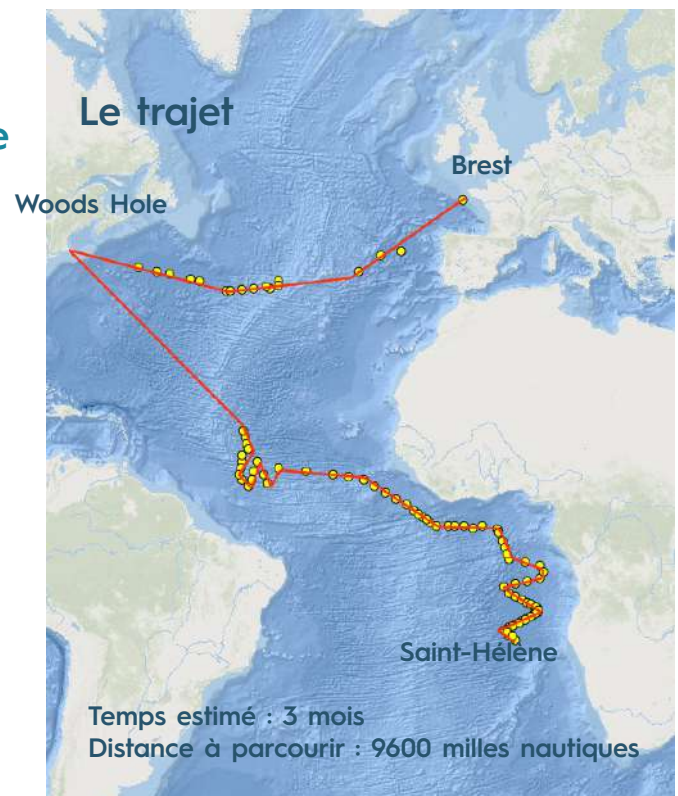 Le trajet
e
Brest
Woods Hole
Saint-Hélène
Temps estimé : 3 mois
Distance à parcourir : 9600 milles nautiques